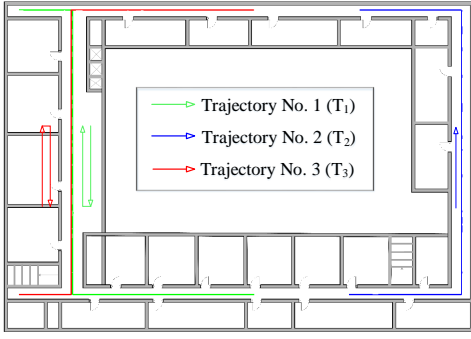 Trajectory No. 1 (T₁)
Trajectory No. 2 (T₂)
Trajectory No. 3 (T₃)